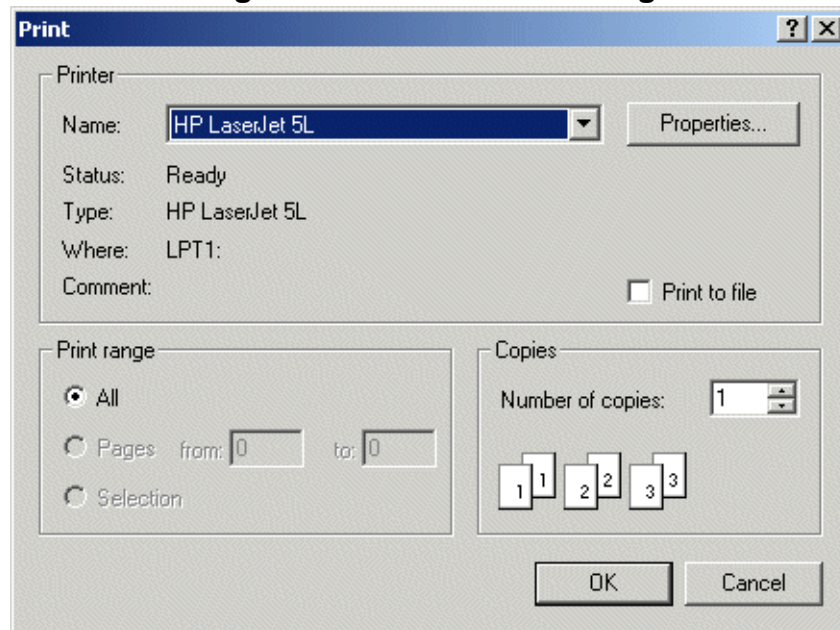 Print
Printer
Name: HP LaserJet 5L Properties...
Status: Ready
Type: HP LaserJet 5L
Where: LPT1:
Comment:
Print to file
Print range
All
Pages from: 0 to: 0
Selection
Copies
Number of copies: 1
1 1 2 2 3 3
OK Cancel